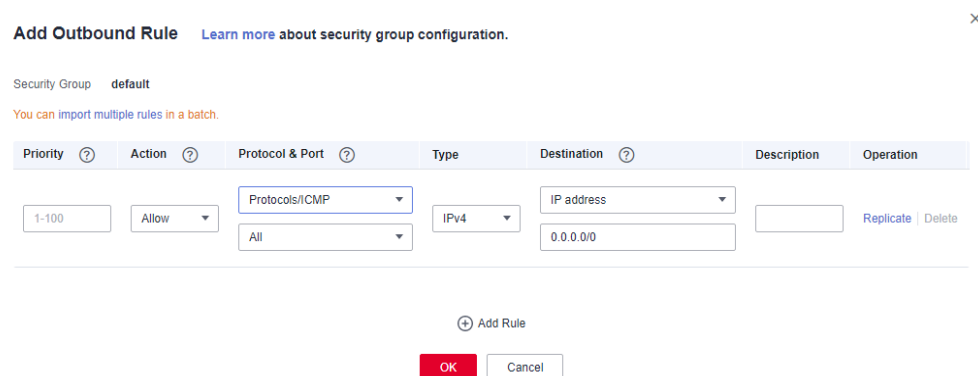 Add Outbound Rule Learn more about security group configuration.
Security Group default
You can import multiple rules in a batch.
Priority ? Action ? Protocol & Port ? Type Destination ? Description Operation
Protocols/ICMP IP address
1-100 Allow IPv4 Replicate Delete
All 0.0.0.0/0
Add Rule
OK Cancel